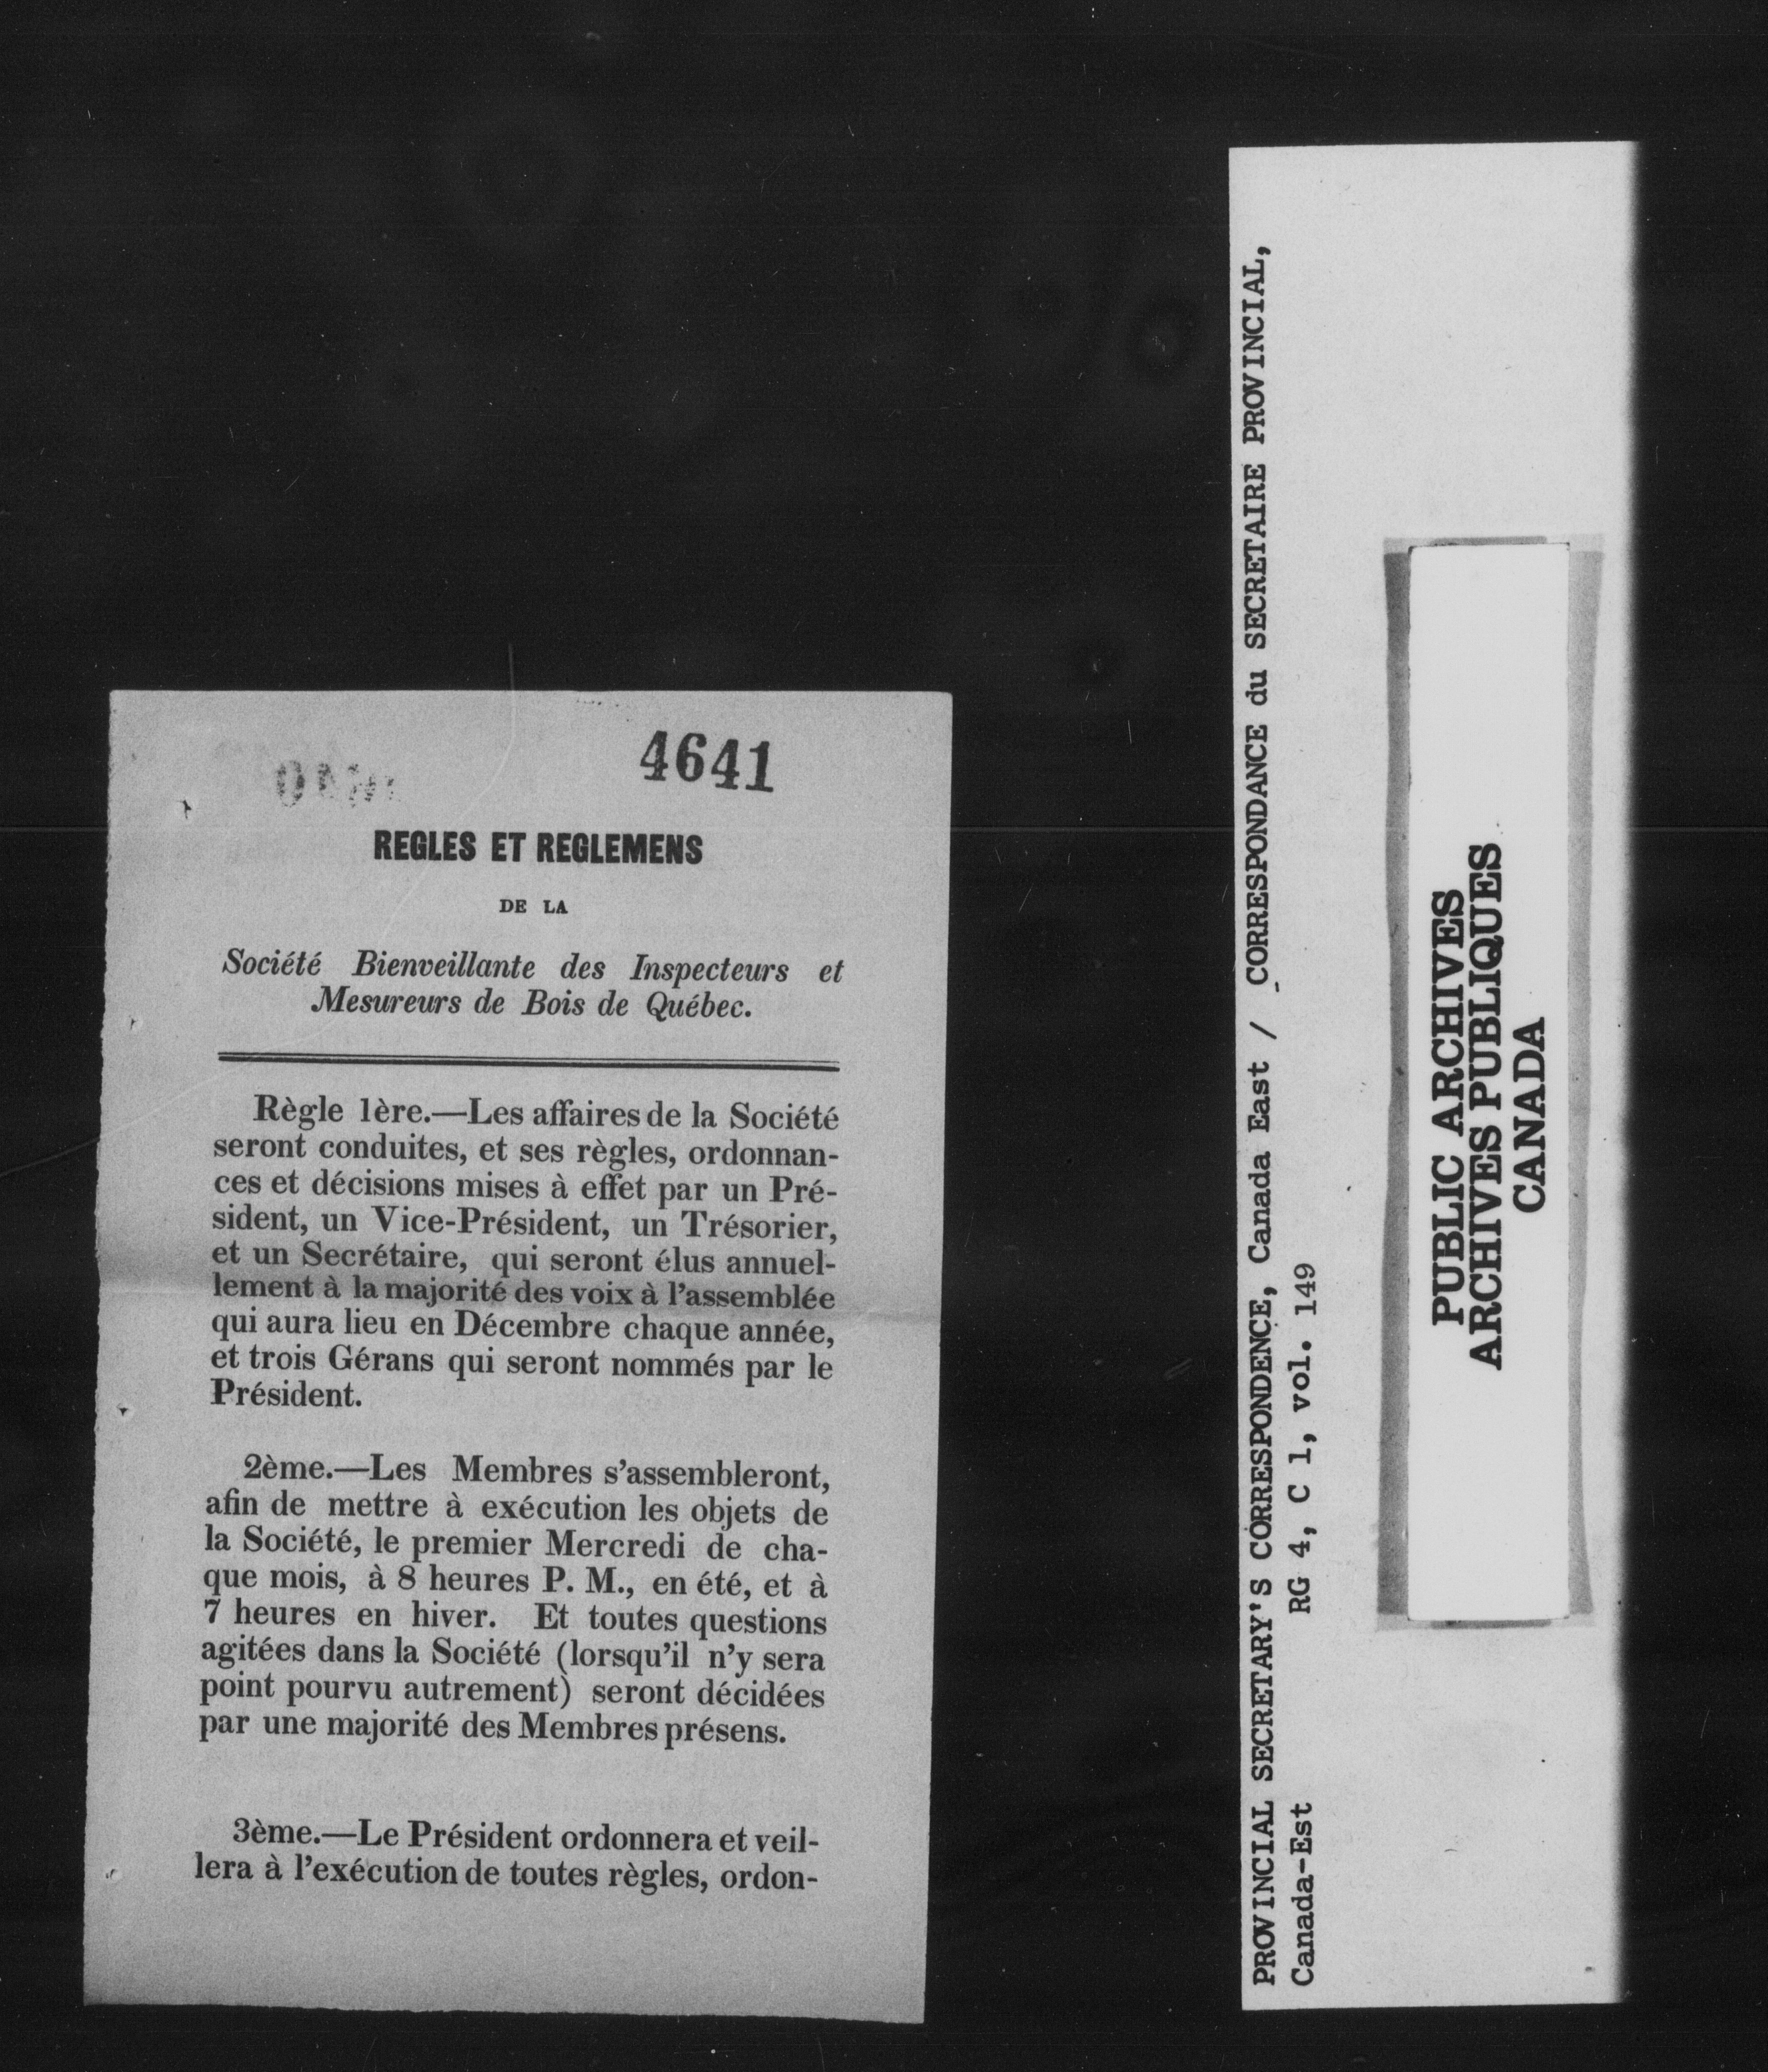 4641
REGLES ET REGLEMENS
DE LA
Société Bienveillante des Inspecteurs et
Mesureurs de Bois de Québec.
Règle 1ère.—Les affaires de la Société
seront conduites, et ses règles, ordonnan-
ces et décisions mises à effet par un Pré-
sident, un Vice-Président, un Trésorier,
et un Secrétaire, qui seront élus annuel-
lement à la majorité des voix à l'assemblée
qui aura lieu en Décembre chaque année,
et trois Gérans qui seront nommés par le
Président.
2ème.—Les Membres s'assembleront,
afin de mettre à exécution les objets de
la Société, le premier Mercredi de cha-
que mois, à 8 heures P. M., en été, et à
7 heures en hiver. Et toutes questions
agitées dans la Société (lorsqu'il n'y sera
point pourvu autrement) seront décidées
par une majorité des Membres présens.
3ème.—Le Président ordonnera et veil-
lera à l'exécution de toutes règles, ordon-
PROVINCIAL SECRETARY'S CORRESPONDENCE, Canada East / CORRESPONDANCE du SECRETAIRE PROVINCIAL,
Canada-Est RG 4, C 1, vol. 149
PUBLIC ARCHIVES
ARCHIVES PUBLIQUES
CANADA